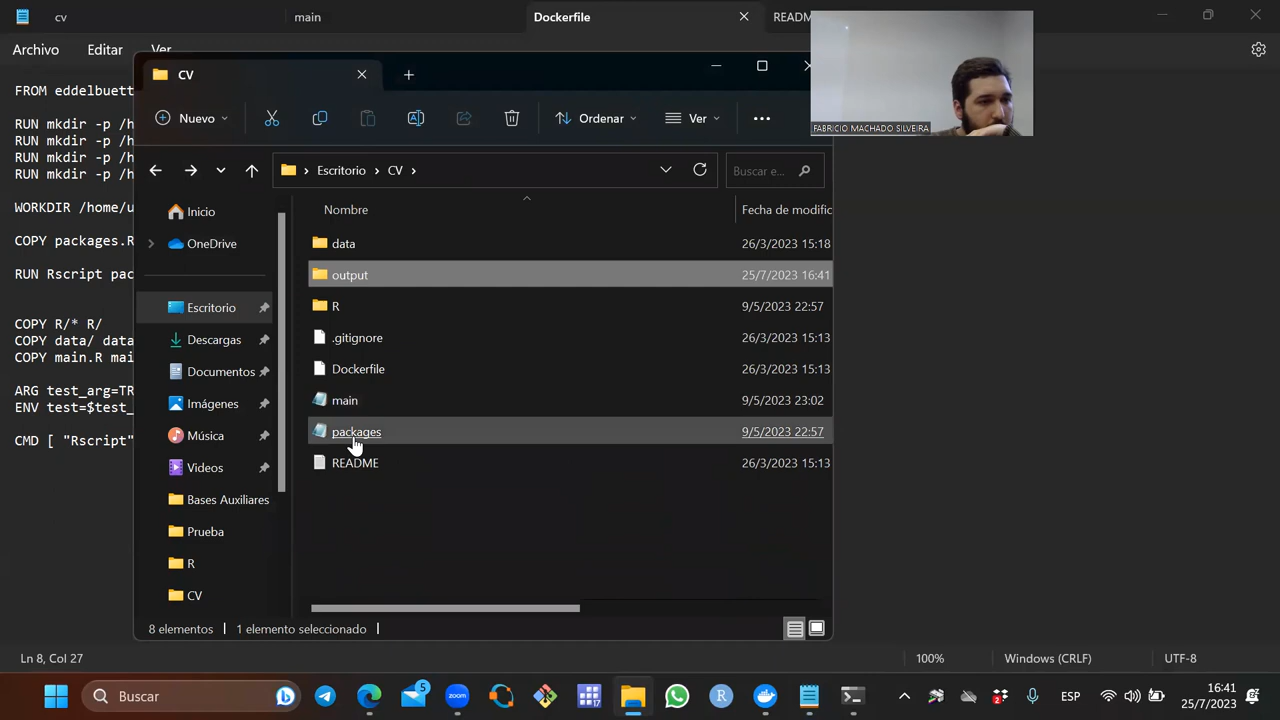 cv
main
Dockerfile
READM
Archivo
Editar
Ver
CV
Nuevo
Ordenar
Ver
Escritorio
CV
Buscar e...
FABRICIO MACHADO SILVEIRA
FROM eddelbuett
RUN mkdir -p /h
RUN mkdir -p /h
RUN mkdir -p /h
RUN mkdir -p /h
WORKDIR /home/u
COPY packages.R
RUN Rscript pac
COPY R/* R/
COPY data/ data
COPY main.R mai
ARG test_arg=TR
ENV test=$test_
CMD [ "Rscript"
Inicio
OneDrive
Escritorio
Descargas
Documentos
Imágenes
Música
Videos
Bases Auxiliares
Prueba
R
CV
Nombre
Fecha de modific
data
26/3/2023 15:18
output
25/7/2023 16:41
R
9/5/2023 22:57
.gitignore
26/3/2023 15:13
Dockerfile
26/3/2023 15:13
main
9/5/2023 23:02
packages
9/5/2023 22:57
README
26/3/2023 15:13
8 elementos
1 elemento seleccionado
Ln 8, Col 27
100%
Windows (CRLF)
UTF-8
Buscar
5
zoom
17
R
2
ESP
16:41
25/7/2023